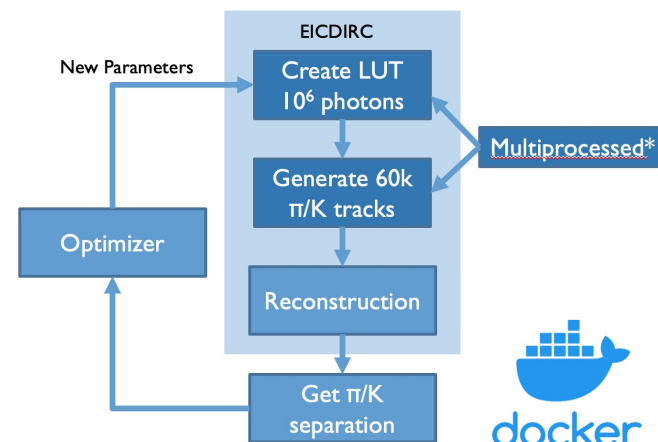 EICDIRC
New Parameters
Create LUT
10⁶ photons
Multiprocessed*
Generate 60k
π/K tracks
Optimizer
Reconstruction
Get π/K
separation
docker